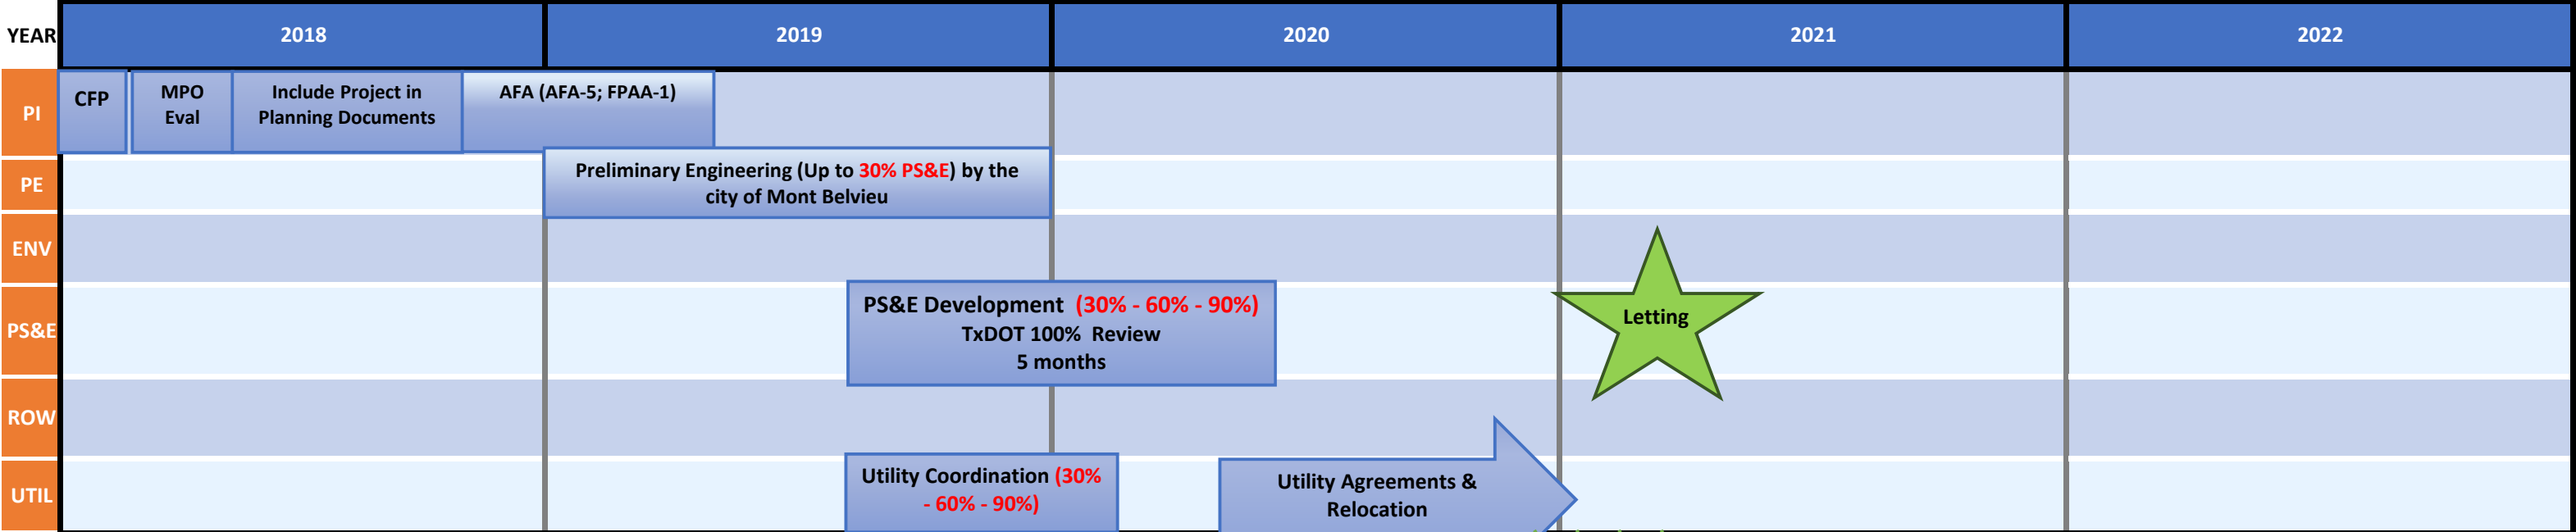 YEAR 2018 2019 2020 2021 2022
PI
CFP
MPO
Eval
Include Project in
Planning Documents
AFA (AFA-5; FPAA-1)
PE
Preliminary Engineering (Up to 30% PS&E) by the
city of Mont Belvieu
ENV
PS&E
PS&E Development (30% - 60% - 90%)
TxDOT 100% Review
5 months
Letting
ROW
UTIL
Utility Coordination (30%
- 60% - 90%)
Utility Agreements &
Relocation